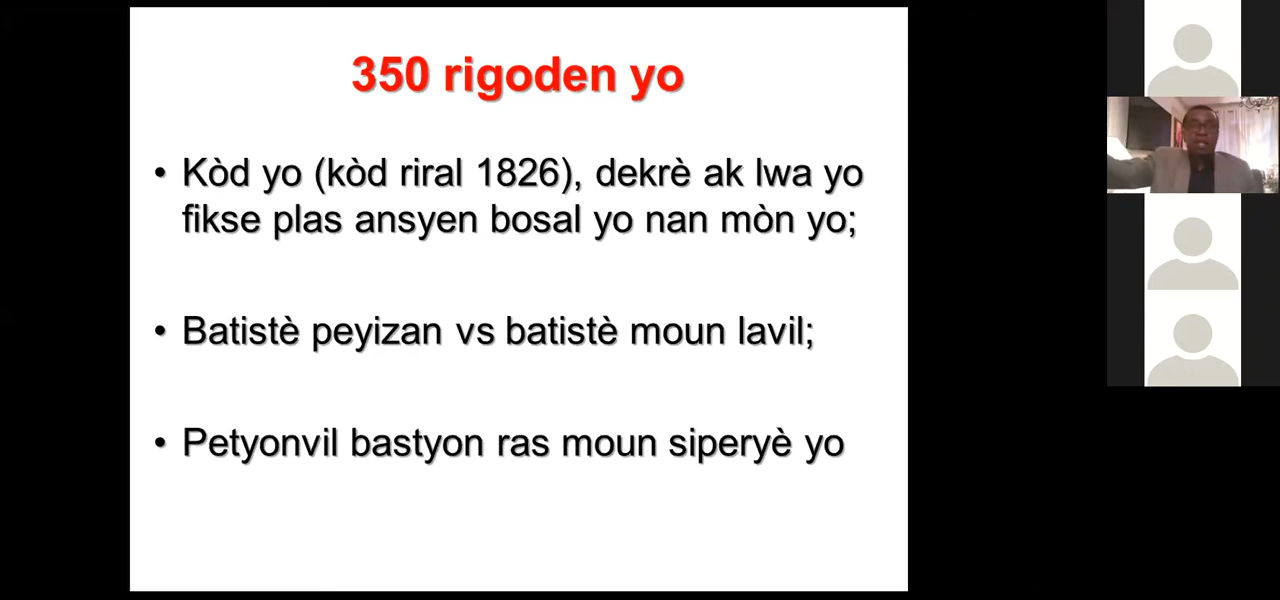 350 rigoden yo
• Kòd yo (kòd riral 1826), dekrè ak lwa yo
fikse plas ansyen bosal yo nan mòn yo;
• Batistè peyizan vs batistè moun lavil;
• Petyonvil bastyon ras moun siperyè yo